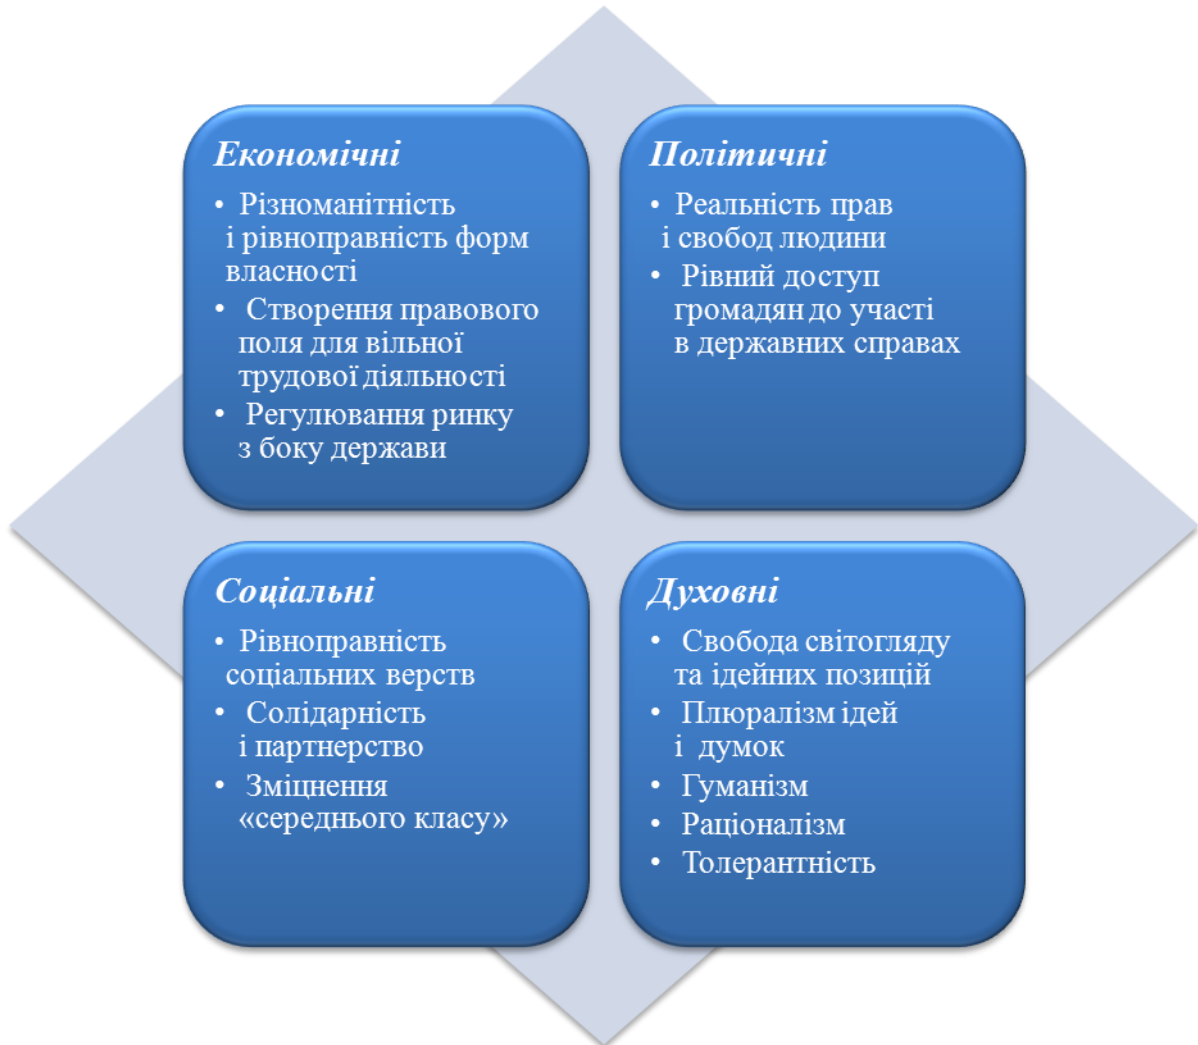 Економічні
• Різноманітність
і рівноправність форм
власності
• Створення правового
поля для вільної
трудової діяльності
• Регулювання ринку
з боку держави
Політичні
• Реальність прав
і свобод людини
• Рівний доступ
громадян до участі
в державних справах
Соціальні
• Рівноправність
соціальних верств
• Солідарність
і партнерство
• Зміцнення
«середнього класу»
Духовні
• Свобода світогляду
та ідейних позицій
• Плюралізм ідей
і думок
• Гуманізм
• Раціоналізм
• Толерантність